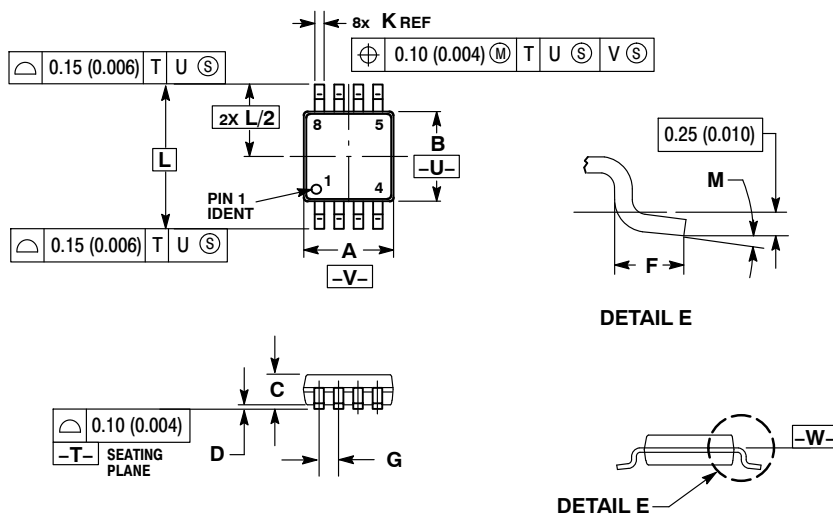 8x K REF
⌖ 0.10 (0.004) Ⓜ T U Ⓢ V Ⓢ
⌓ 0.15 (0.006) T U Ⓢ
2X L/2
8 5
B
–U–
0.25 (0.010)
L
M
PIN 1
IDENT
1 4
⌓ 0.15 (0.006) T U Ⓢ
A
–V–
F
DETAIL E
C
⌓ 0.10 (0.004)
–T– SEATING
PLANE
D
G
–W–
DETAIL E